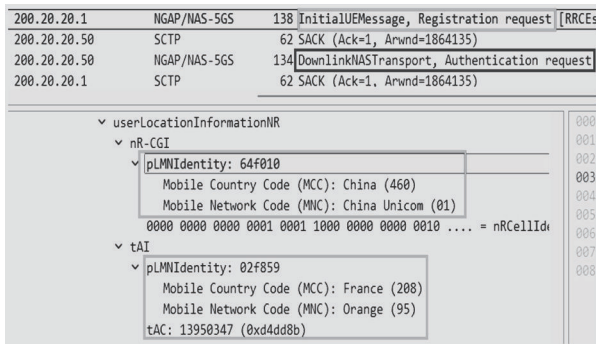 200.20.20.1 NGAP/NAS-5GS 138 InitialUEMessage, Registration request [RRCEs
200.20.20.50 SCTP 62 SACK (Ack=1, Arwnd=1864135)
200.20.20.50 NGAP/NAS-5GS 134 DownlinkNASTransport, Authentication request
200.20.20.1 SCTP 62 SACK (Ack=1, Arwnd=1864135)
userLocationInformationNR
nR-CGI
pLMNIdentity: 64f010
Mobile Country Code (MCC): China (460)
Mobile Network Code (MNC): China Unicom (01)
0000 0000 0000 0001 0001 1000 0000 0000 0010 .... = nRCellIde
tAI
pLMNIdentity: 02f859
Mobile Country Code (MCC): France (208)
Mobile Network Code (MNC): Orange (95)
tAC: 13950347 (0xd4dd8b)
000
001
002
003
004
005
006
007
008